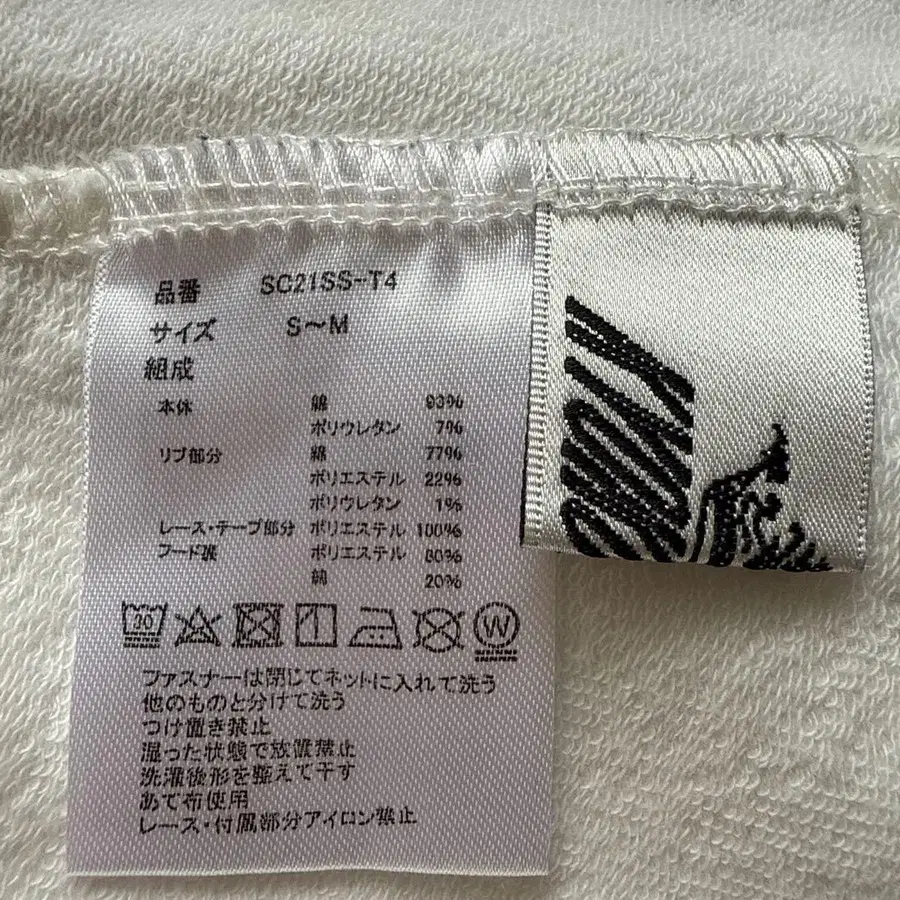 品番 SC21SS-T4
サイズ S～M
組成
本体 綿 93%
ポリウレタン 7%
リブ部分 綿 77%
ポリエステル 22%
ポリウレタン 1%
レース・テープ部分 ポリエステル 100%
フード裏 ポリエステル 80%
綿 20%
30 W
ファスナーは閉じてネットに入れて洗う
他のものと分けて洗う
つけ置き禁止
湿った状態で放置禁止
洗濯後形を整えて干す
あて布使用
レース・付属部分アイロン禁止